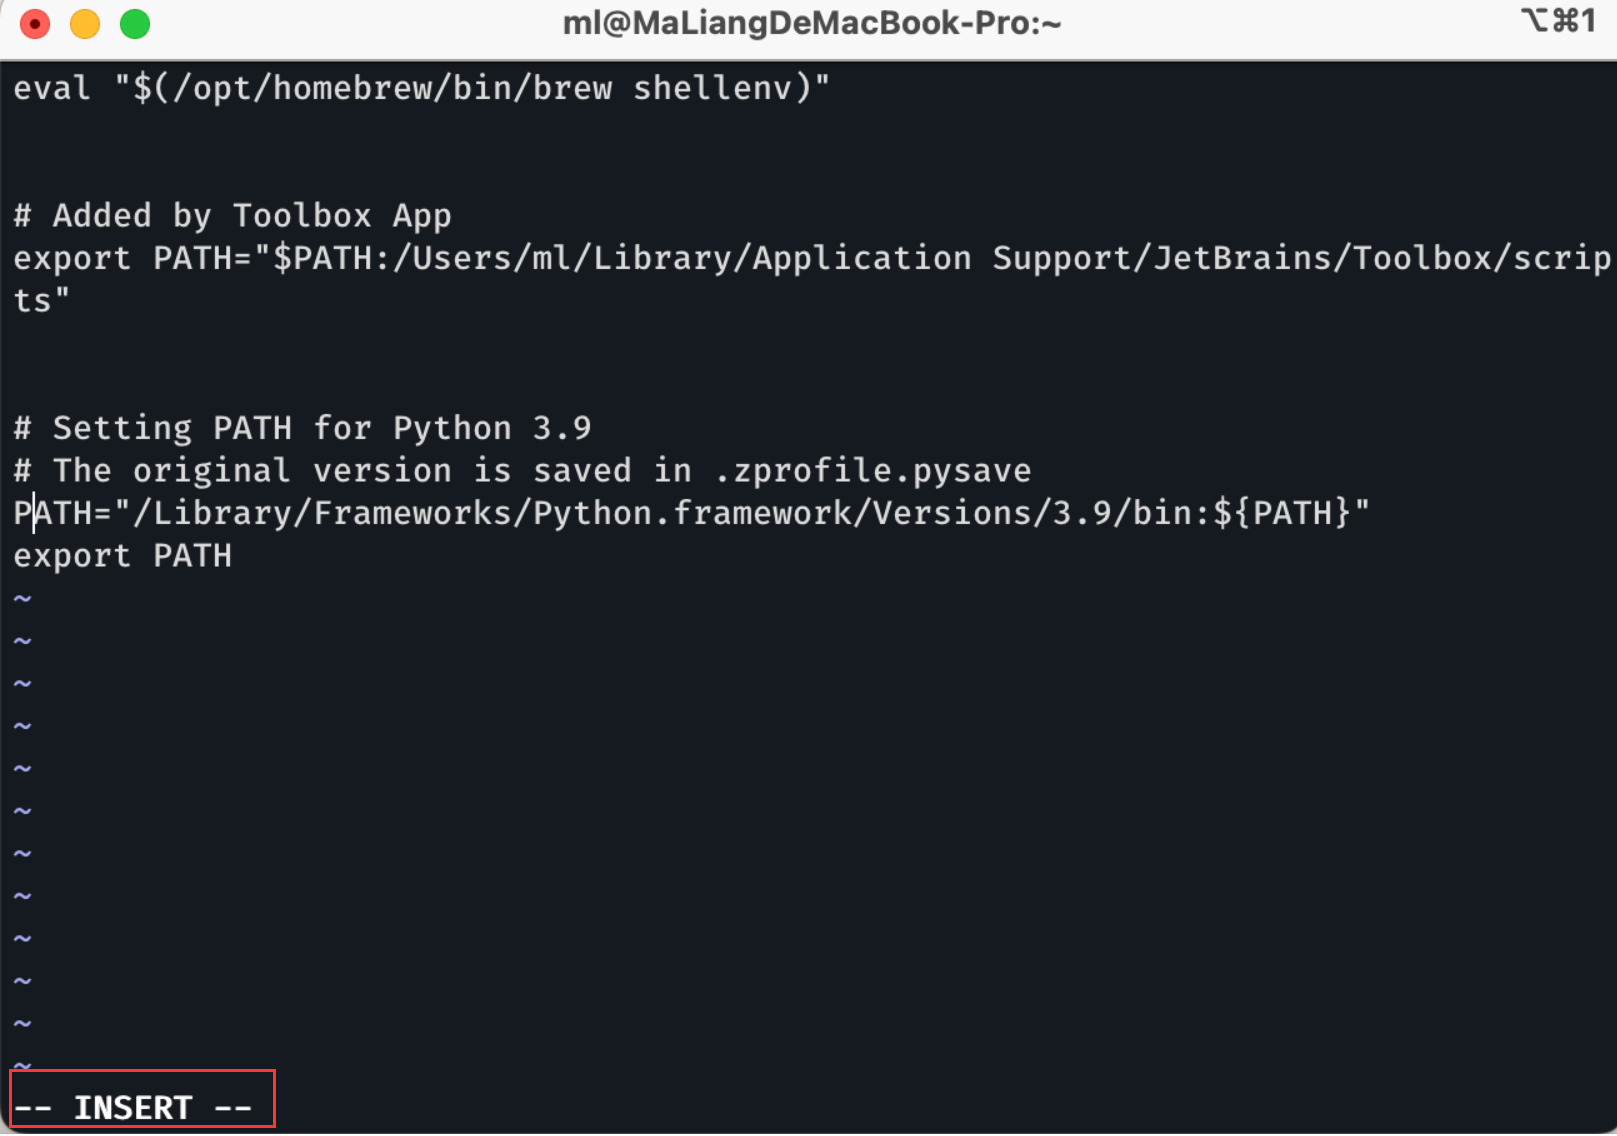 ml@MaLiangDeMacBook-Pro:~
⌥⌘1
eval "$(/opt/homebrew/bin/brew shellenv)"
# Added by Toolbox App
export PATH="$PATH:/Users/ml/Library/Application Support/JetBrains/Toolbox/scrip
ts"
# Setting PATH for Python 3.9
# The original version is saved in .zprofile.pysave
PATH="/Library/Frameworks/Python.framework/Versions/3.9/bin:${PATH}"
export PATH
~
~
~
~
~
~
~
~
~
~
~
~
-- INSERT --